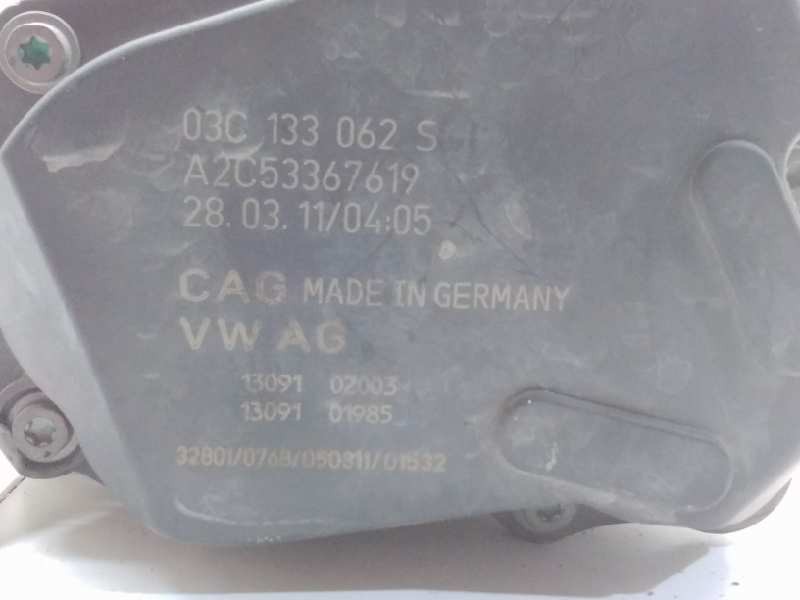 03C 133 062 S
A2C53367619
28.03.11/04:05
CAG MADE IN GERMANY
VW AG
13091 02003
13091 01985
32801/0768/050311/01532